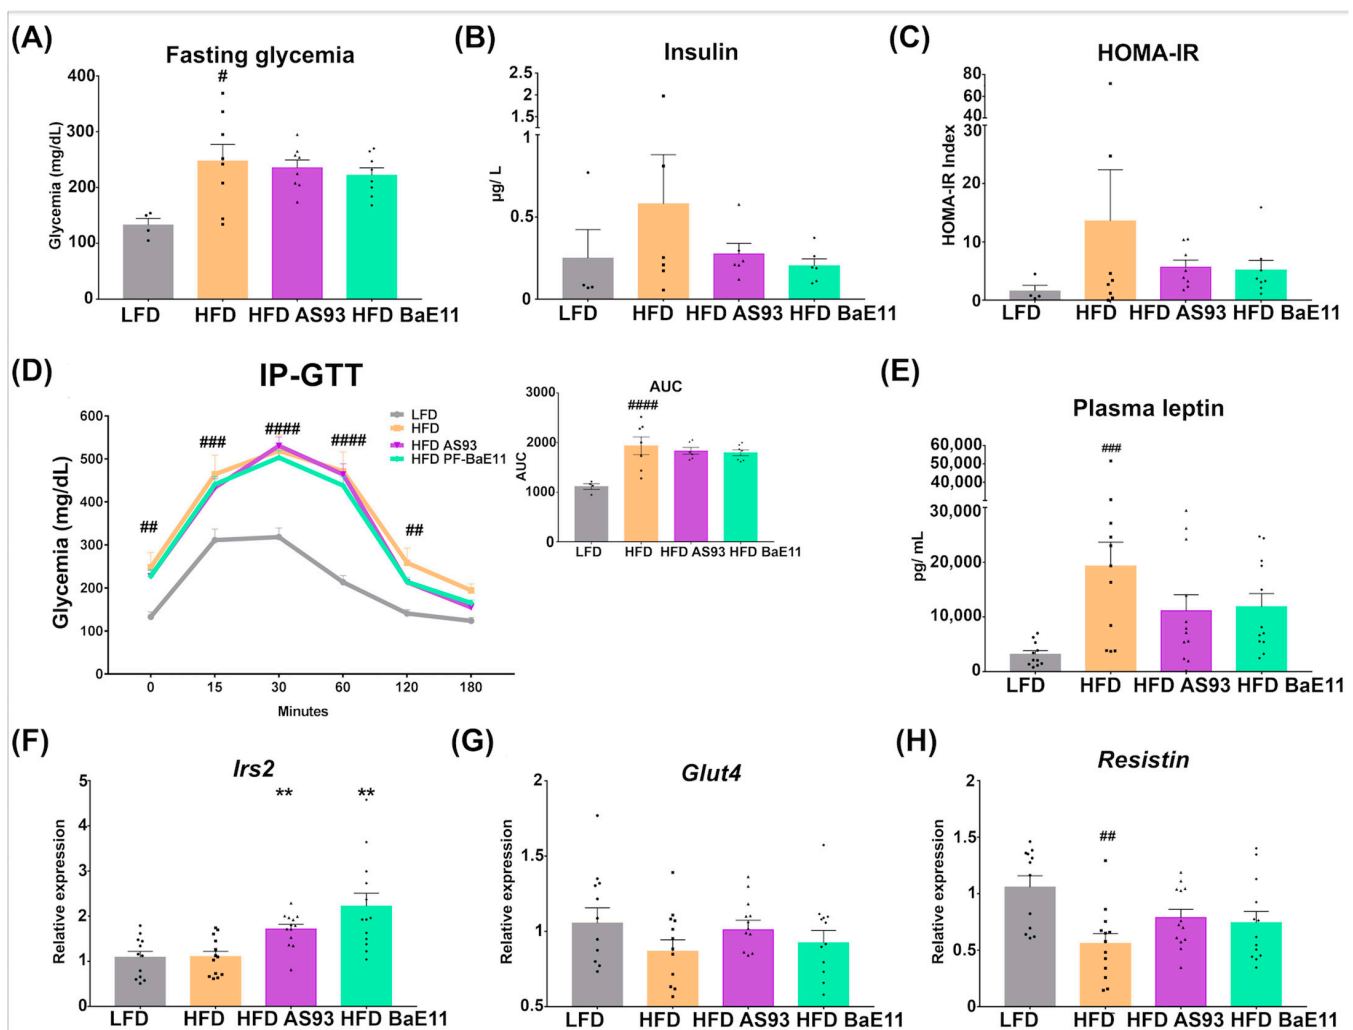 (A)
Fasting glycemia
Glycemia (mg/dL)
400
300
200
100
0
#
LFD HFD HFD AS93 HFD BaE11
(B)
Insulin
µg/ L
2.5
2
1.5
1
0.5
0
LFD HFD HFD AS93 HFD BaE11
(C)
HOMA-IR
HOMA-IR Index
80
60
40
30
20
10
0
LFD HFD HFD AS93 HFD BaE11
(D)
IP-GTT
Glycemia (mg/dL)
600
500
400
300
200
100
0
## ### #### #### ##
LFD
HFD
HFD AS93
HFD PF-BaE11
0 15 30 60 120 180
Minutes
AUC
AUC
3000
2000
1000
0
####
LFD HFD HFD AS93 HFD BaE11
(E)
Plasma leptin
pg/ mL
60,000
50,000
40,000
30,000
20,000
10,000
0
###
LFD HFD HFD AS93 HFD BaE11
(F)
Irs2
Relative expression
5
4
3
2
1
0
** **
LFD HFD HFD AS93 HFD BaE11
(G)
Glut4
Relative expression
2
1.5
1
0.5
LFD HFD HFD AS93 HFD BaE11
(H)
Resistin
Relative expression
2
1.5
1
0.5
0
##
LFD HFD HFD AS93 HFD BaE11